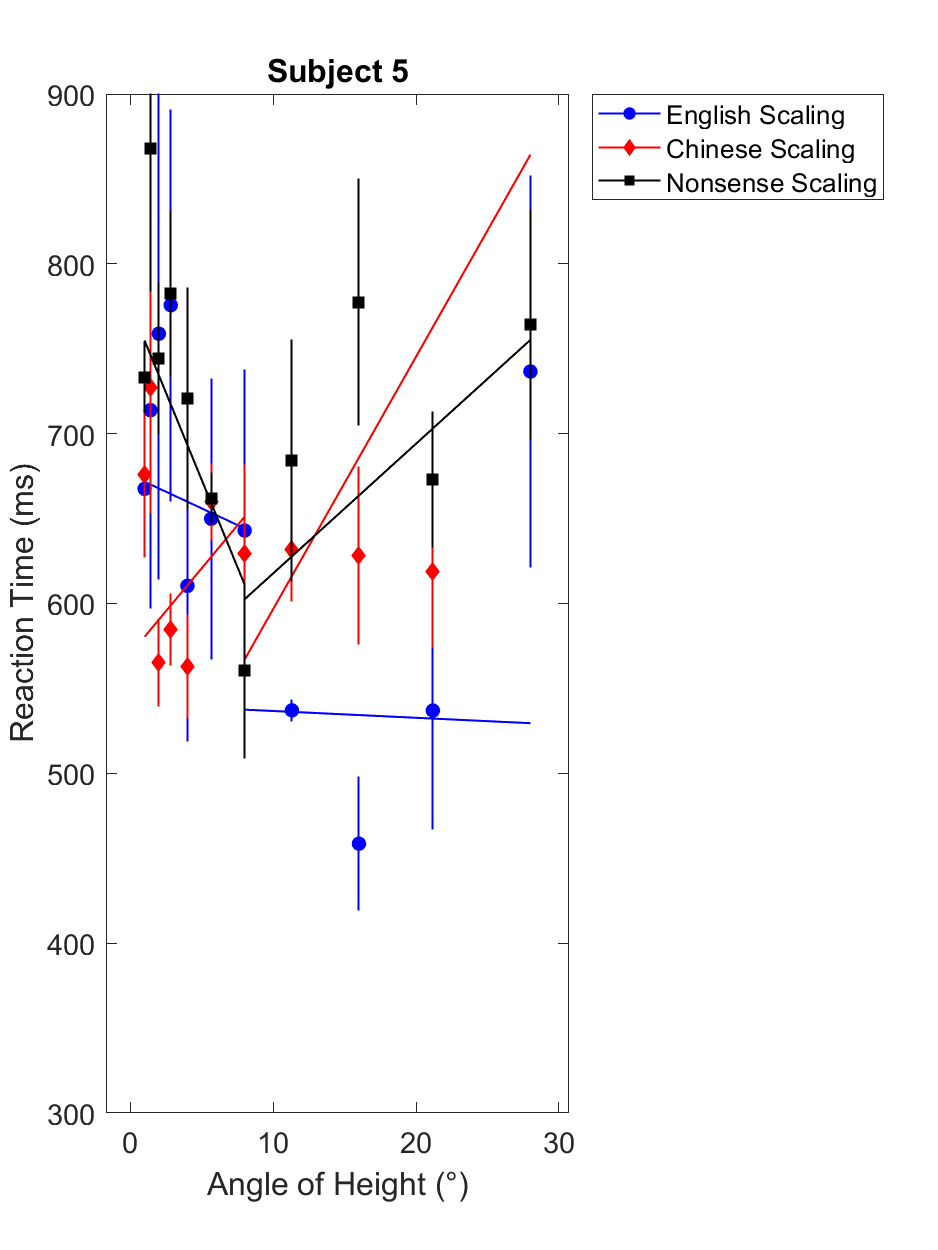 Subject 5
900
800
700
600
500
400
300
0 10 20 30
Reaction Time (ms)
Angle of Height (°)
English Scaling
Chinese Scaling
Nonsense Scaling